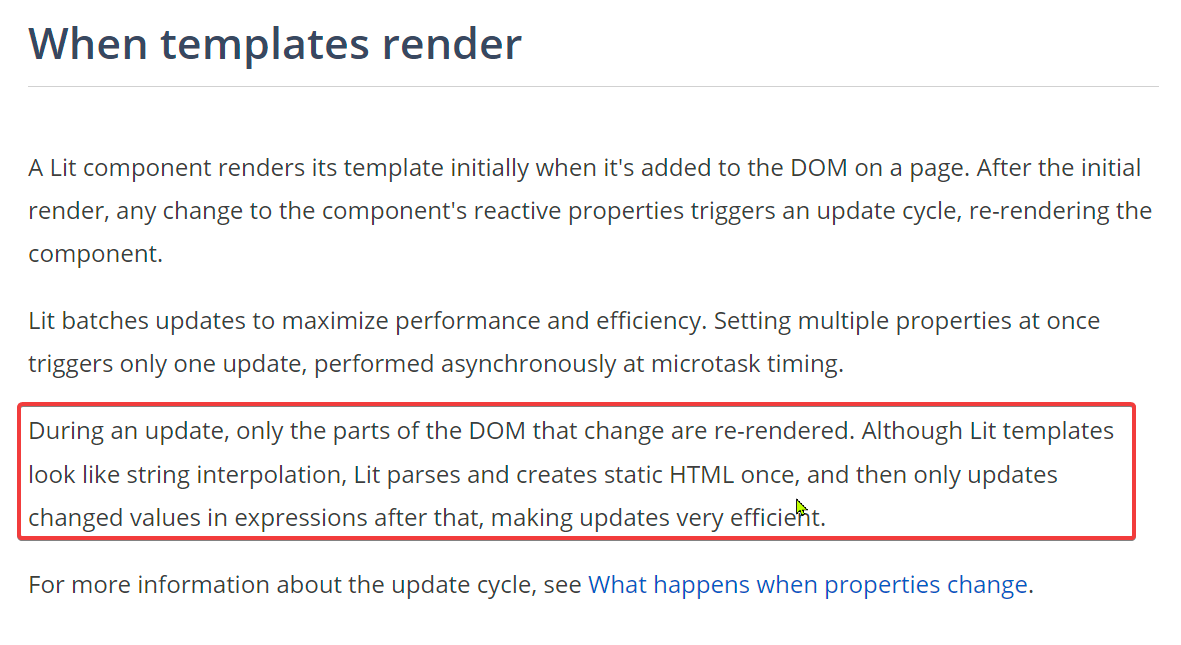 When templates render
A Lit component renders its template initially when it's added to the DOM on a page. After the initial
render, any change to the component's reactive properties triggers an update cycle, re-rendering the
component.
Lit batches updates to maximize performance and efficiency. Setting multiple properties at once
triggers only one update, performed asynchronously at microtask timing.
During an update, only the parts of the DOM that change are re-rendered. Although Lit templates
look like string interpolation, Lit parses and creates static HTML once, and then only updates
changed values in expressions after that, making updates very efficient.
For more information about the update cycle, see What happens when properties change.